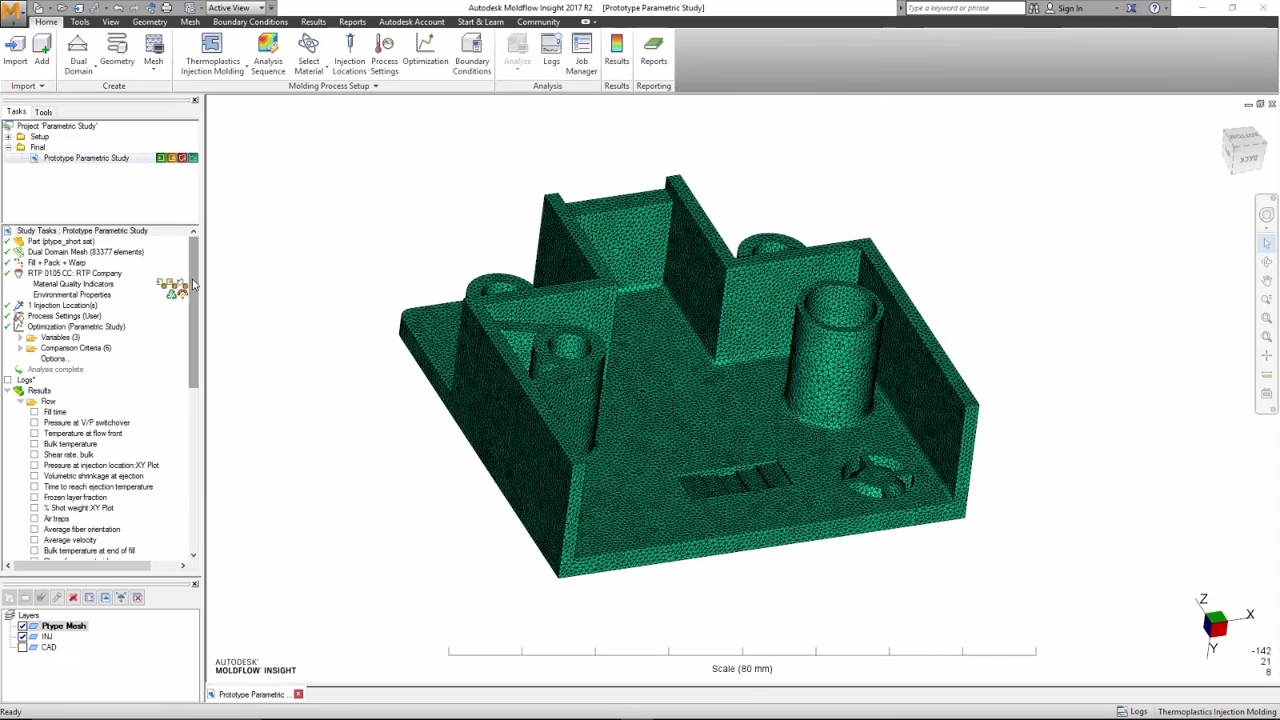 Active View
Autodesk Moldflow Insight 2017 R2 [Prototype Parametric Study]
Type a keyword or phrase
Sign In
Home Tools View Geometry Mesh Boundary Conditions Results Reports Autodesk Account Start & Learn Community
Import
Add
Dual Domain
Geometry
Mesh
Thermoplastics Injection Molding
Analysis Sequence
Select Material
Injection Locations
Process Settings
Optimization
Boundary Conditions
Analyze
Logs
Job Manager
Results
Reports
Import Create Molding Process Setup Analysis Results Reporting
Tasks Tools
Project 'Parametric Study'
Setup
Final
Prototype Parametric Study
Study Tasks : Prototype Parametric Study
Part (ptype_short.sat)
Dual Domain Mesh (83377 elements)
Fill + Pack + Warp
RTP 0105 CC: RTP Company
Material Quality Indicators
Environmental Properties
1 Injection Location(s)
Process Settings (User)
Optimization (Parametric Study)
Variables (3)
Comparison Criteria (6)
Options...
Analysis complete
Logs*
Results
Flow
Fill time
Pressure at V/P switchover
Temperature at flow front
Bulk temperature
Shear rate, bulk
Pressure at injection location:XY Plot
Volumetric shrinkage at ejection
Time to reach ejection temperature
Frozen layer fraction
% Shot weight:XY Plot
Air traps
Average fiber orientation
Average velocity
Bulk temperature at end of fill
Layers
Ptype Mesh
INJ
CAD
BOTTOM
BACK
AUTODESK®
MOLDFLOW® INSIGHT
Scale (80 mm)
Z
X
Y
-142
21
8
Prototype Parametric ...
Ready
Logs
Thermoplastics Injection Molding